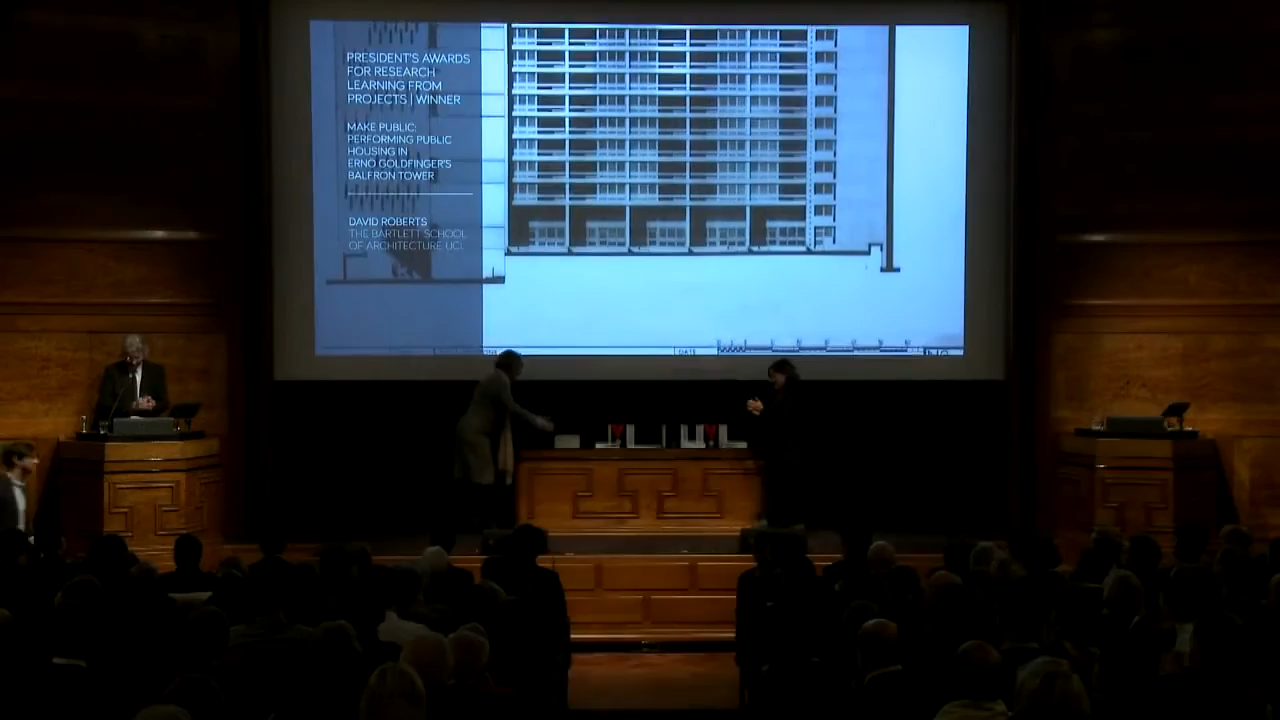 PRESIDENT'S AWARDS
FOR RESEARCH
LEARNING FROM
PROJECTS | WINNER
MAKE PUBLIC:
PERFORMING PUBLIC
HOUSING IN
ERNO GOLDFINGER'S
BALFRON TOWER
DAVID ROBERTS
THE BARTLETT SCHOOL
OF ARCHITECTURE UCL
DATE